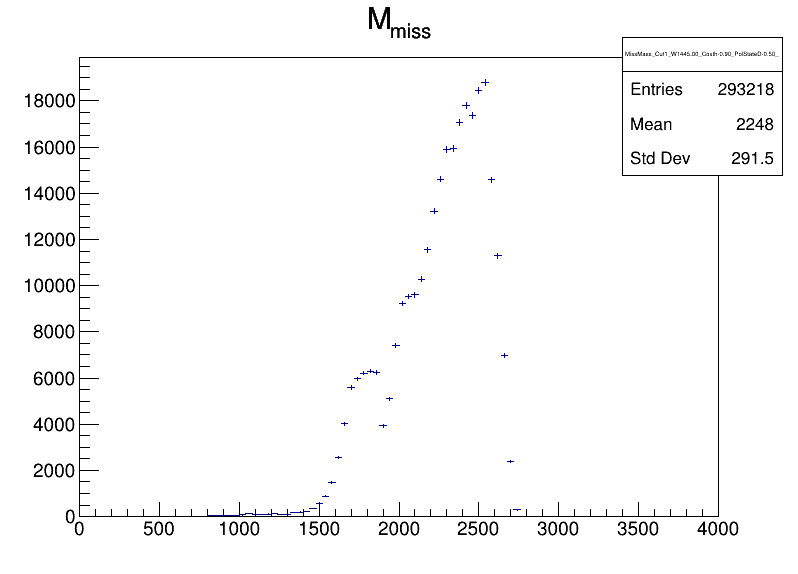 M_miss
MissMass_Cut1_W1445.00_Costh-0.90_PolState0-0.50_
Entries 293218
Mean 2248
Std Dev 291.5
18000
16000
14000
12000
10000
8000
6000
4000
2000
0
0 500 1000 1500 2000 2500 3000 3500 4000